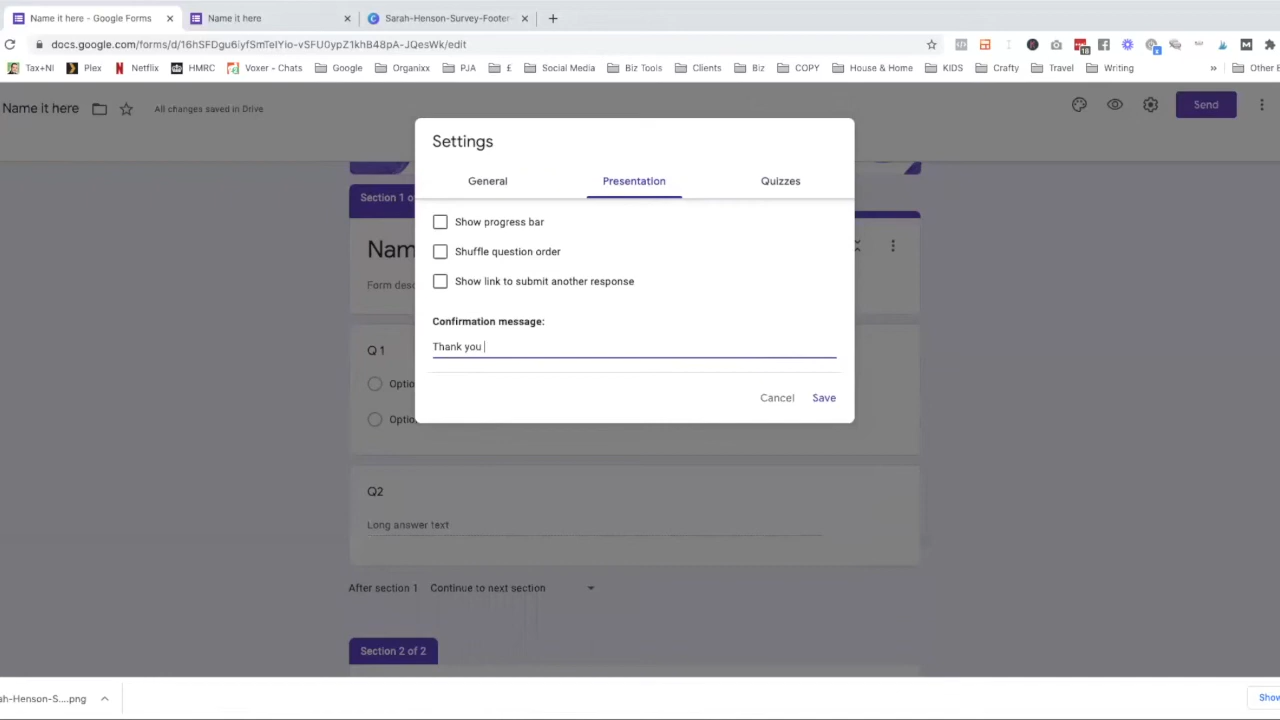 Name it here - Google Forms
Name it here
Sarah-Henson-Survey-Footer-
docs.google.com/forms/d/16hSFDgu6iyfSmTeIYio-vSFU0ypZ1khB48pA-JQesWk/edit
18
6
Tax+NI
Plex
Netflix
HMRC
Voxer - Chats
Google
Organixx
PJA
£
Social Media
Biz Tools
Clients
Biz
COPY
House & Home
KIDS
Crafty
Travel
Writing
»
Other B
Name it here
All changes saved in Drive
Send
Settings
General
Presentation
Quizzes
Section 1 o
Show progress bar
Nam
Shuffle question order
Form desc
Show link to submit another response
Confirmation message:
Thank you
Q 1
Optio
Cancel
Save
Optio
Q2
Long answer text
After section 1
Continue to next section
Section 2 of 2
ah-Henson-S....png
Show